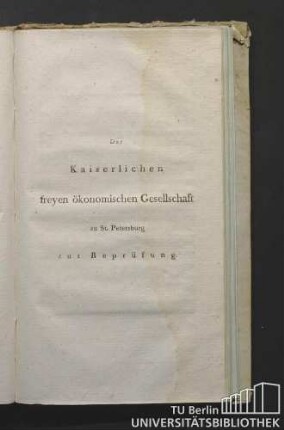 Der
Kaiserlichen
freyen ökonomischen Gesellschaft
zu St. Petersburg
zur Beprüfung.
TU Berlin
UNIVERSITÄTSBIBLIOTHEK